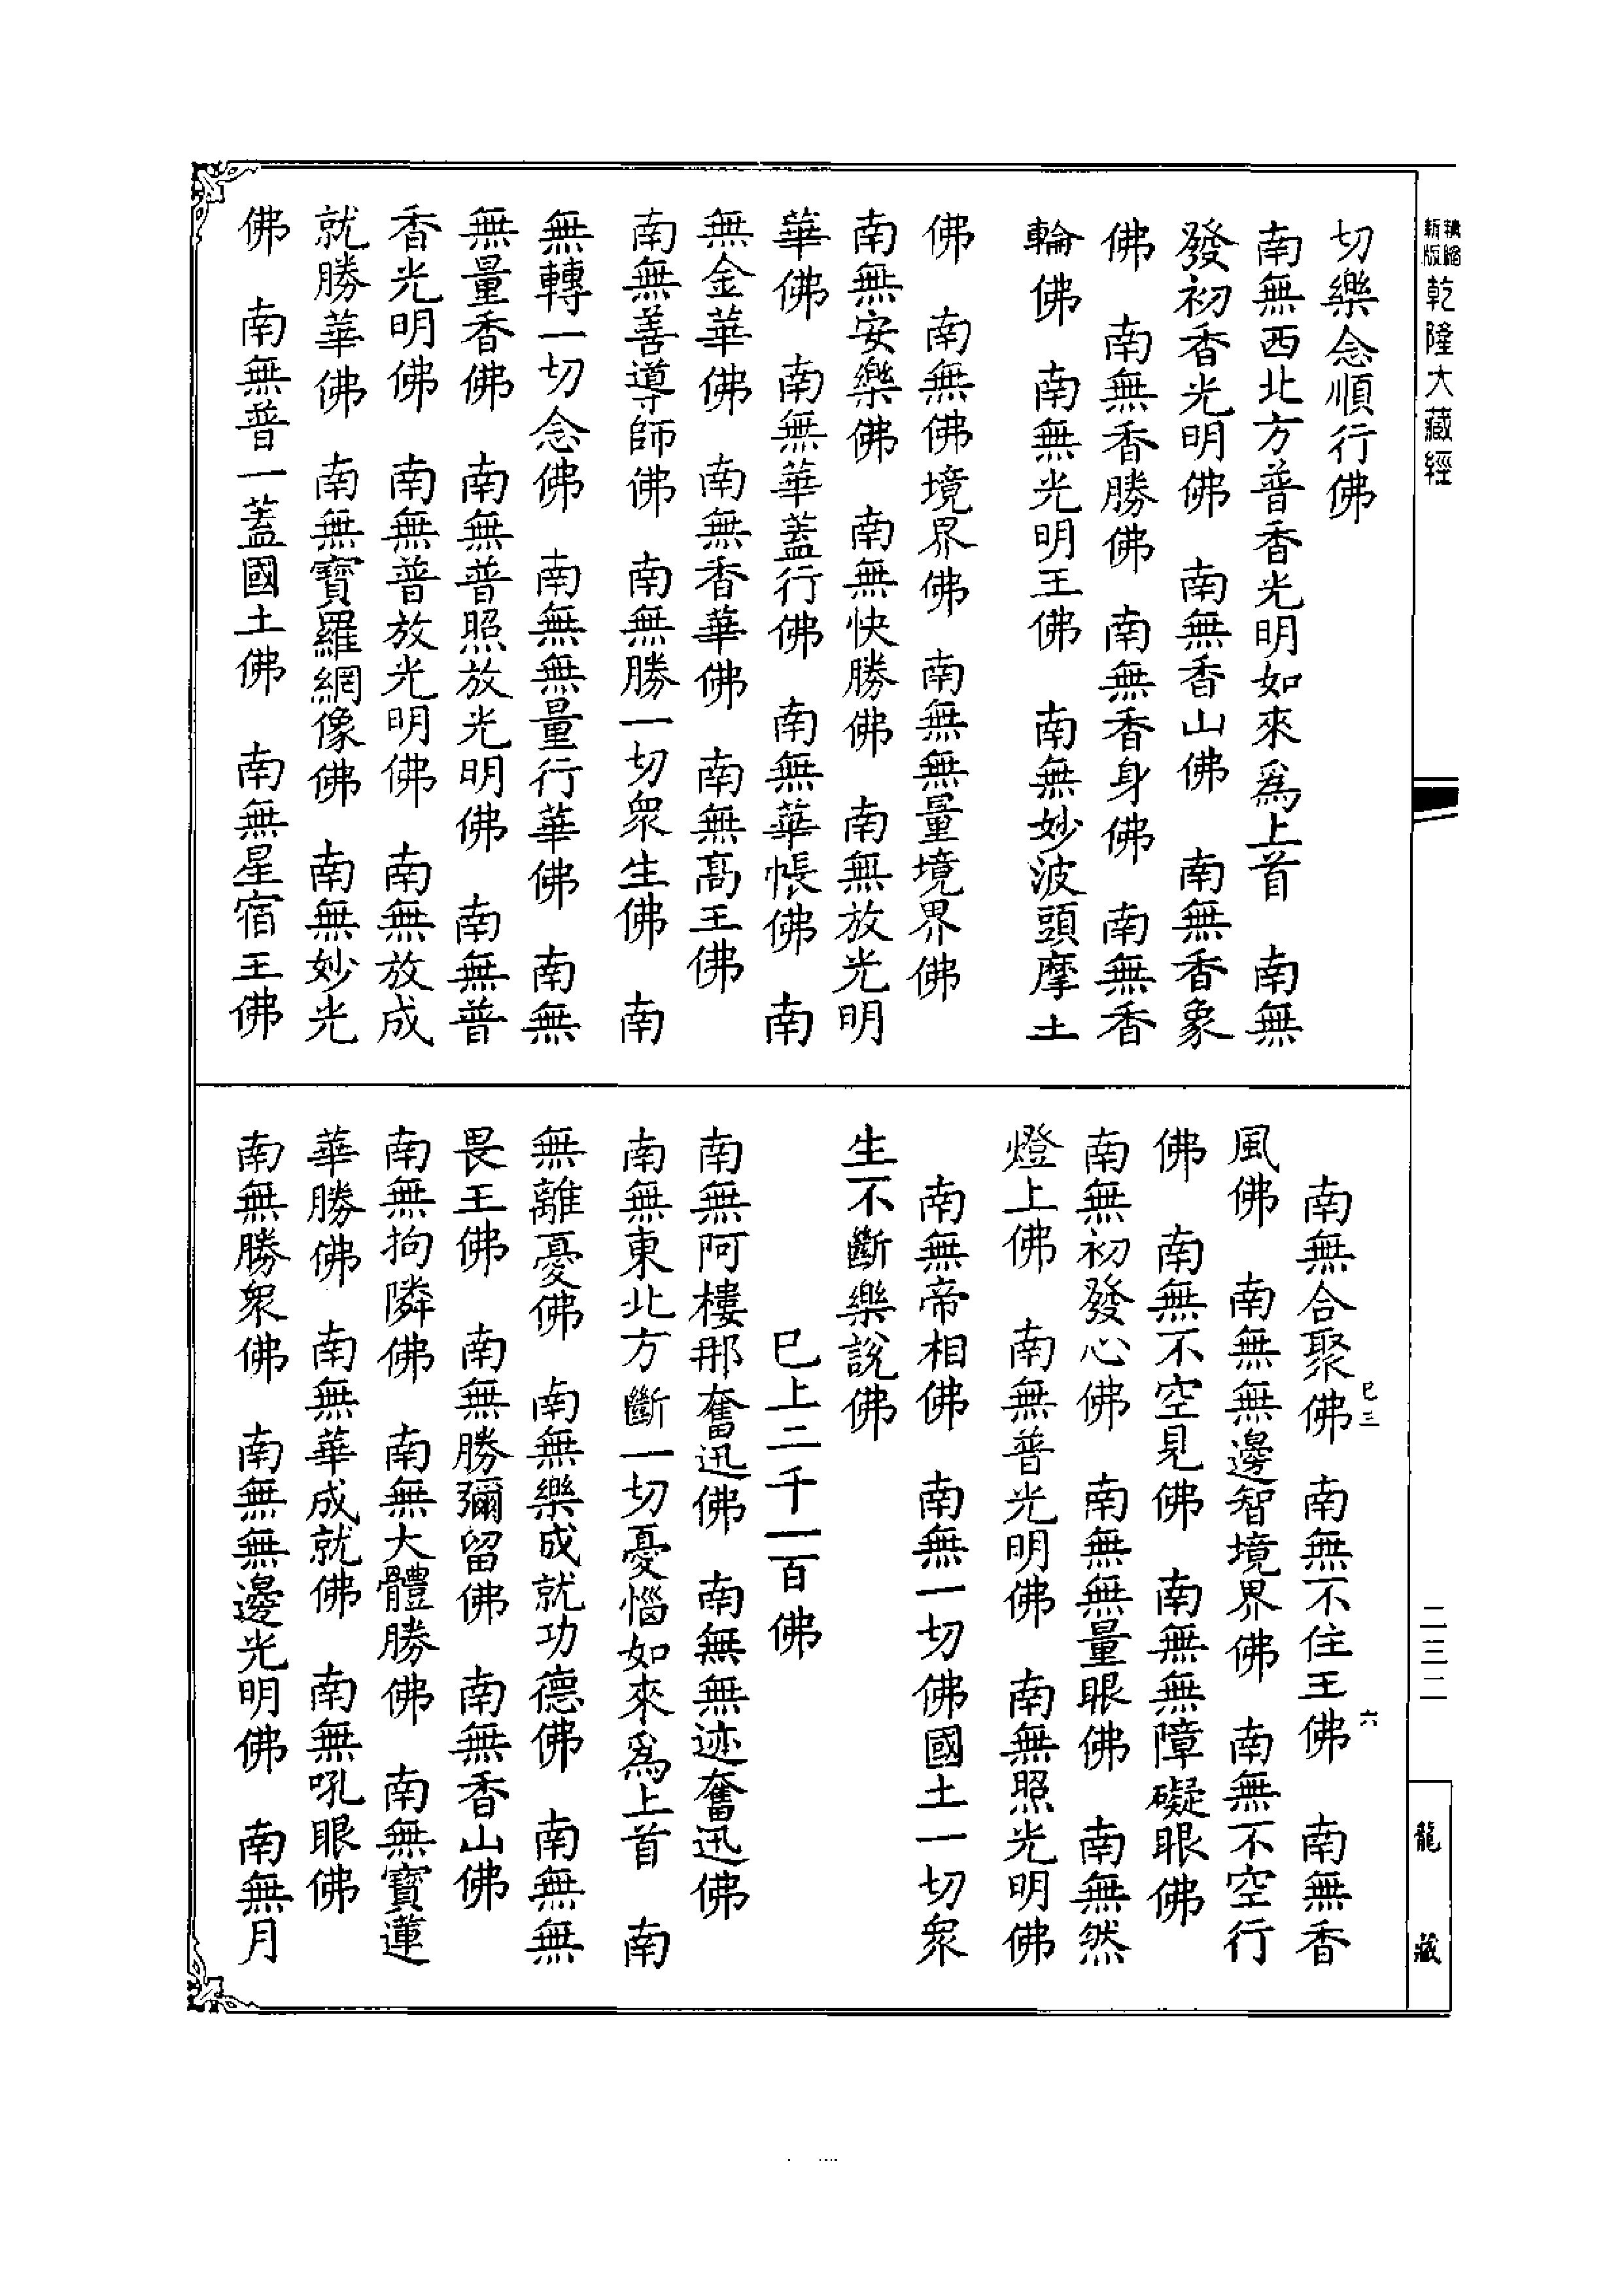 新版
乾隆大藏經
切樂念順行佛
南無西北方普香光明如來爲上首　南無
發初香光明佛　南無香山佛　南無香象
佛　南無香勝佛　南無香身佛　南無香
輪佛　南無光明王佛　南無妙波頭摩土
佛　南無佛境界佛　南無無量境界佛
南無安樂佛　南無快勝佛　南無放光明
華佛　南無華蓋行佛　南無華帳佛　南
無金華佛　南無香華佛　南無高王佛
南無善導師佛　南無勝一切衆生佛　南
無轉一切念佛　南無無量行華佛　南無
無量香佛　南無普照放光明佛　南無普
香光明佛　南無普放光明佛　南無放成
就勝華佛　南無寶羅網像佛　南無妙光
佛　南無普一蓋國土佛　南無星宿王佛
南無合聚佛　南無不住王佛　南無香
風佛　南無無邊智境界佛　南無不空行
佛　南無不空見佛　南無無障礙眼佛
南無初發心佛　南無無量眼佛　南無然
燈上佛　南無普光明佛　南無照光明佛
南無帝相佛　南無一切佛國土一切衆
生不斷樂說佛
已上二千一百佛
南無阿樓那奮迅佛　南無無迹奮迅佛
南無東北方斷一切憂惱如來爲上首　南
無離憂佛　南無樂成就功德佛　南無無
畏王佛　南無勝彌留佛　南無香山佛
南無拘隣佛　南無大體勝佛　南無寶蓮
華勝佛　南無華成就佛　南無吼眼佛
南無勝衆佛　南無無邊光明佛　南無月
已三
六
二三二
龍藏